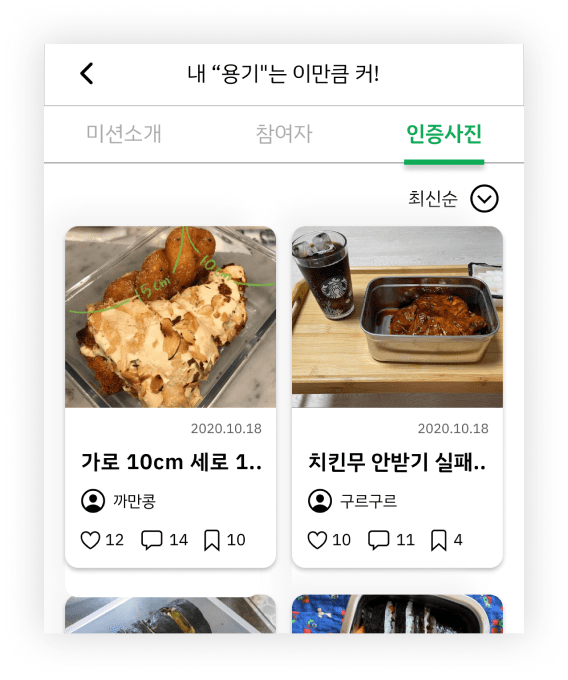 내 “용기"는 이만큼 커!
미션소개 참여자 인증사진
최신순
15cm 10cm
2020.10.18
가로 10cm 세로 1..
까만콩
12 14 10
2020.10.18
치킨무 안받기 실패..
구르구르
10 11 4